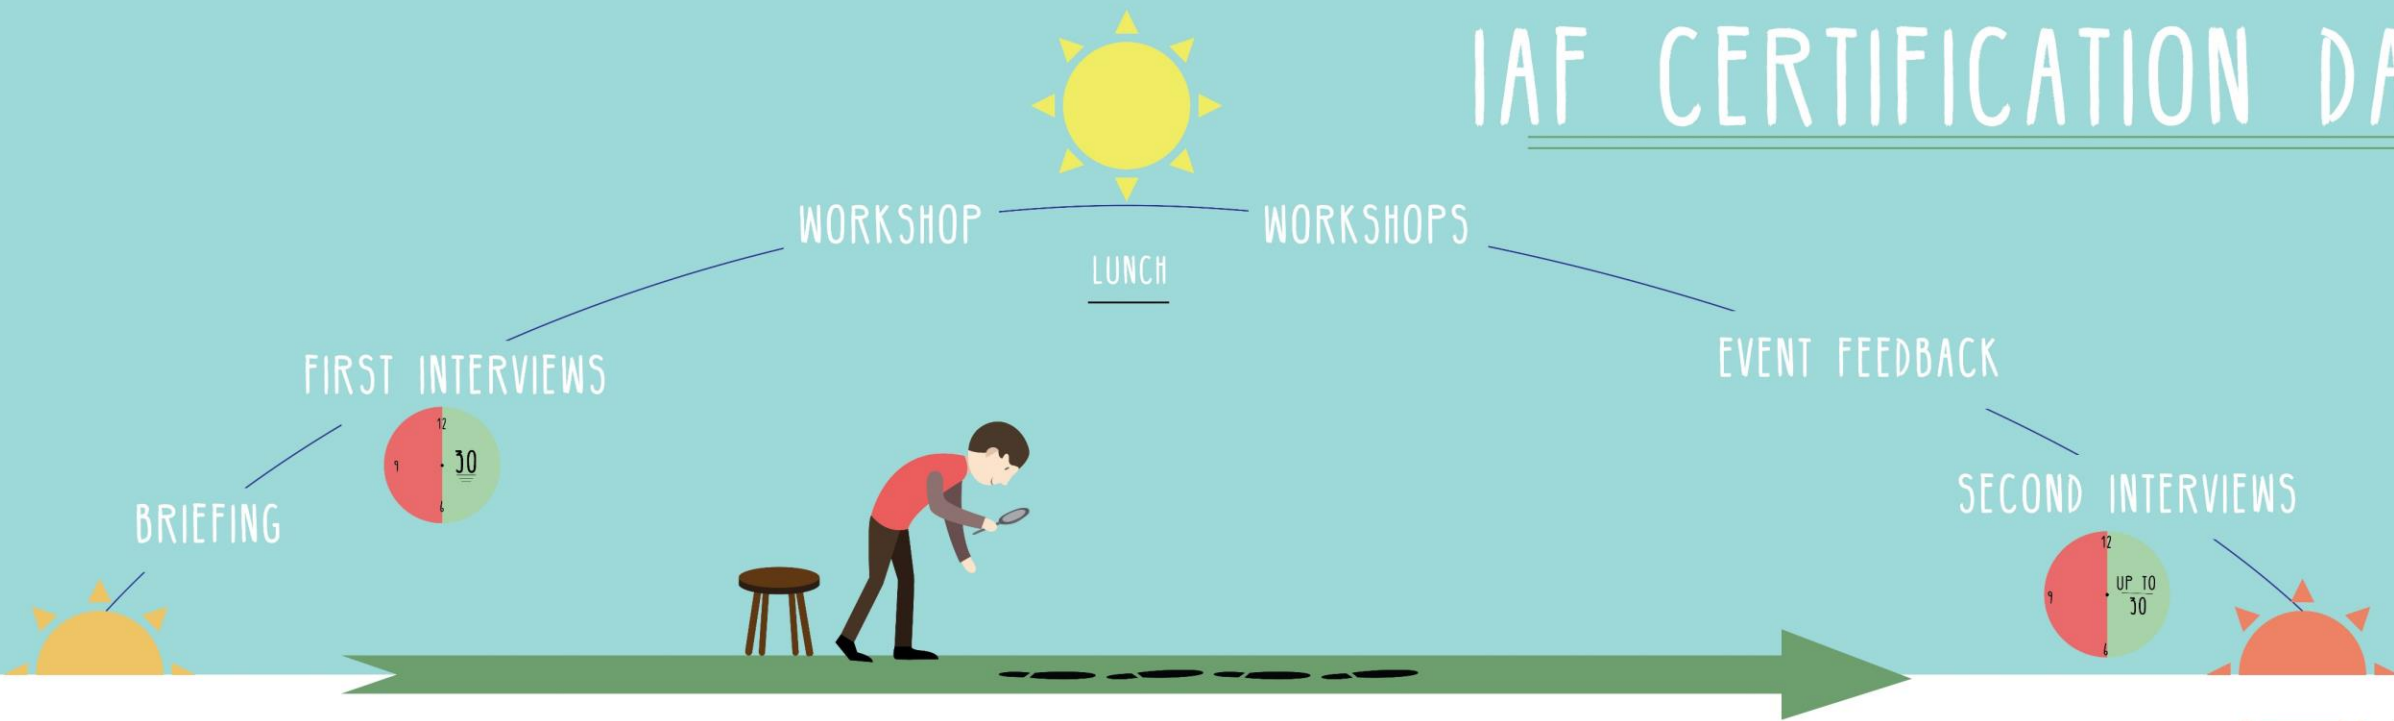 IAF CERTIFICATION DA
WORKSHOP
WORKSHOPS
LUNCH
FIRST INTERVIEWS
12
9
30
6
EVENT FEEDBACK
BRIEFING
SECOND INTERVIEWS
12
9
UP TO
30
6